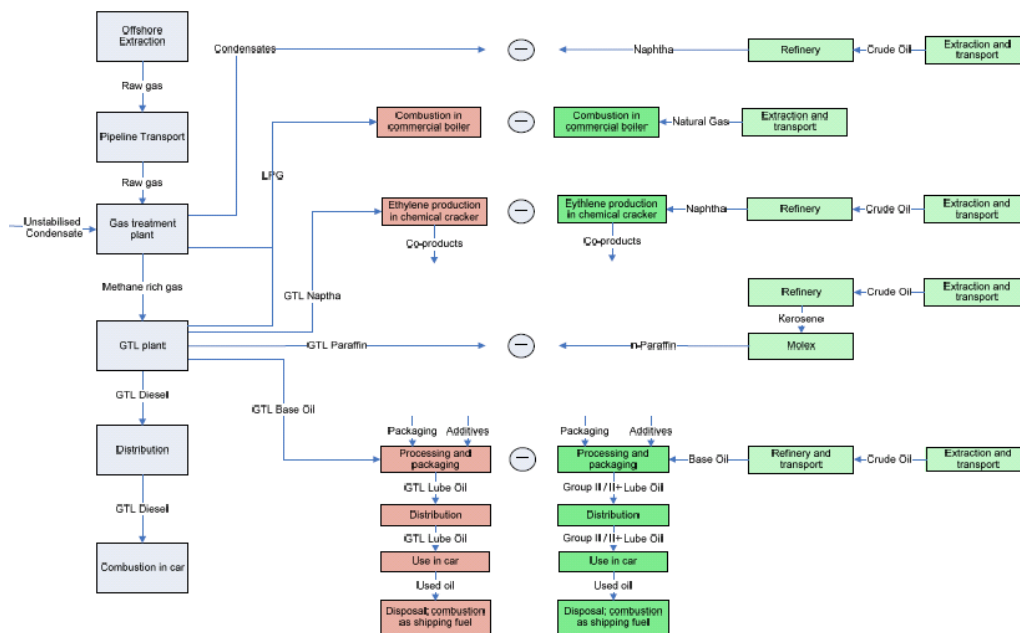 Offshore
Extraction
Condensates
Naphtha
Refinery
Crude Oil
Extraction and
transport
Raw gas
Pipeline Transport
Combustion in
commercial boiler
Combustion in
commercial boiler
Natural Gas
Extraction and
transport
Raw gas
LPG
Unstabilised
Condensate
Gas treatment
plant
Ethylene production
in chemical cracker
Eythlene production
in chemical cracker
Naphtha
Refinery
Crude Oil
Extraction and
transport
Co-products
Co-products
Methane rich gas
GTL Naptha
Refinery
Crude Oil
Extraction and
transport
Kerosene
GTL plant
GTL Paraffin
n-Paraffin
Molex
GTL Diesel
GTL Base Oil
Packaging
Additives
Packaging
Additives
Distribution
Processing and
packaging
Processing and
packaging
Base Oil
Refinery and
transport
Crude Oil
Extraction and
transport
GTL Lube Oil
Group II / II+ Lube Oil
Distribution
Distribution
GTL Diesel
GTL Lube Oil
Group II / II+ Lube Oil
Combustion in car
Use in car
Use in car
Used oil
Used oil
Disposal; combustion
as shipping fuel
Disposal; combustion
as shipping fuel